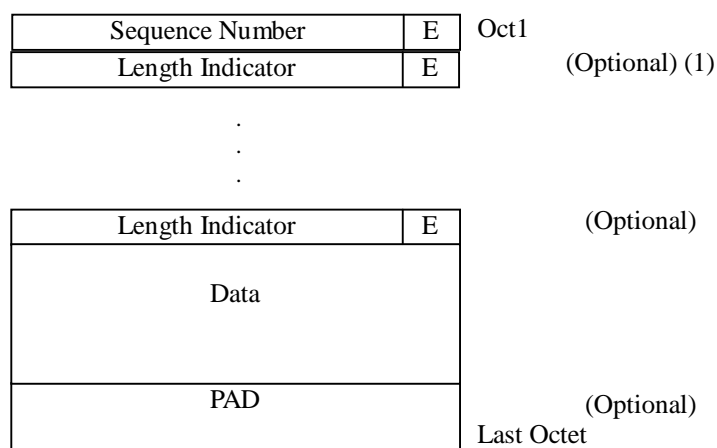 Sequence Number E Oct1
Length Indicator E (Optional) (1)
.
.
.
Length Indicator E (Optional)
Data
PAD (Optional)
Last Octet